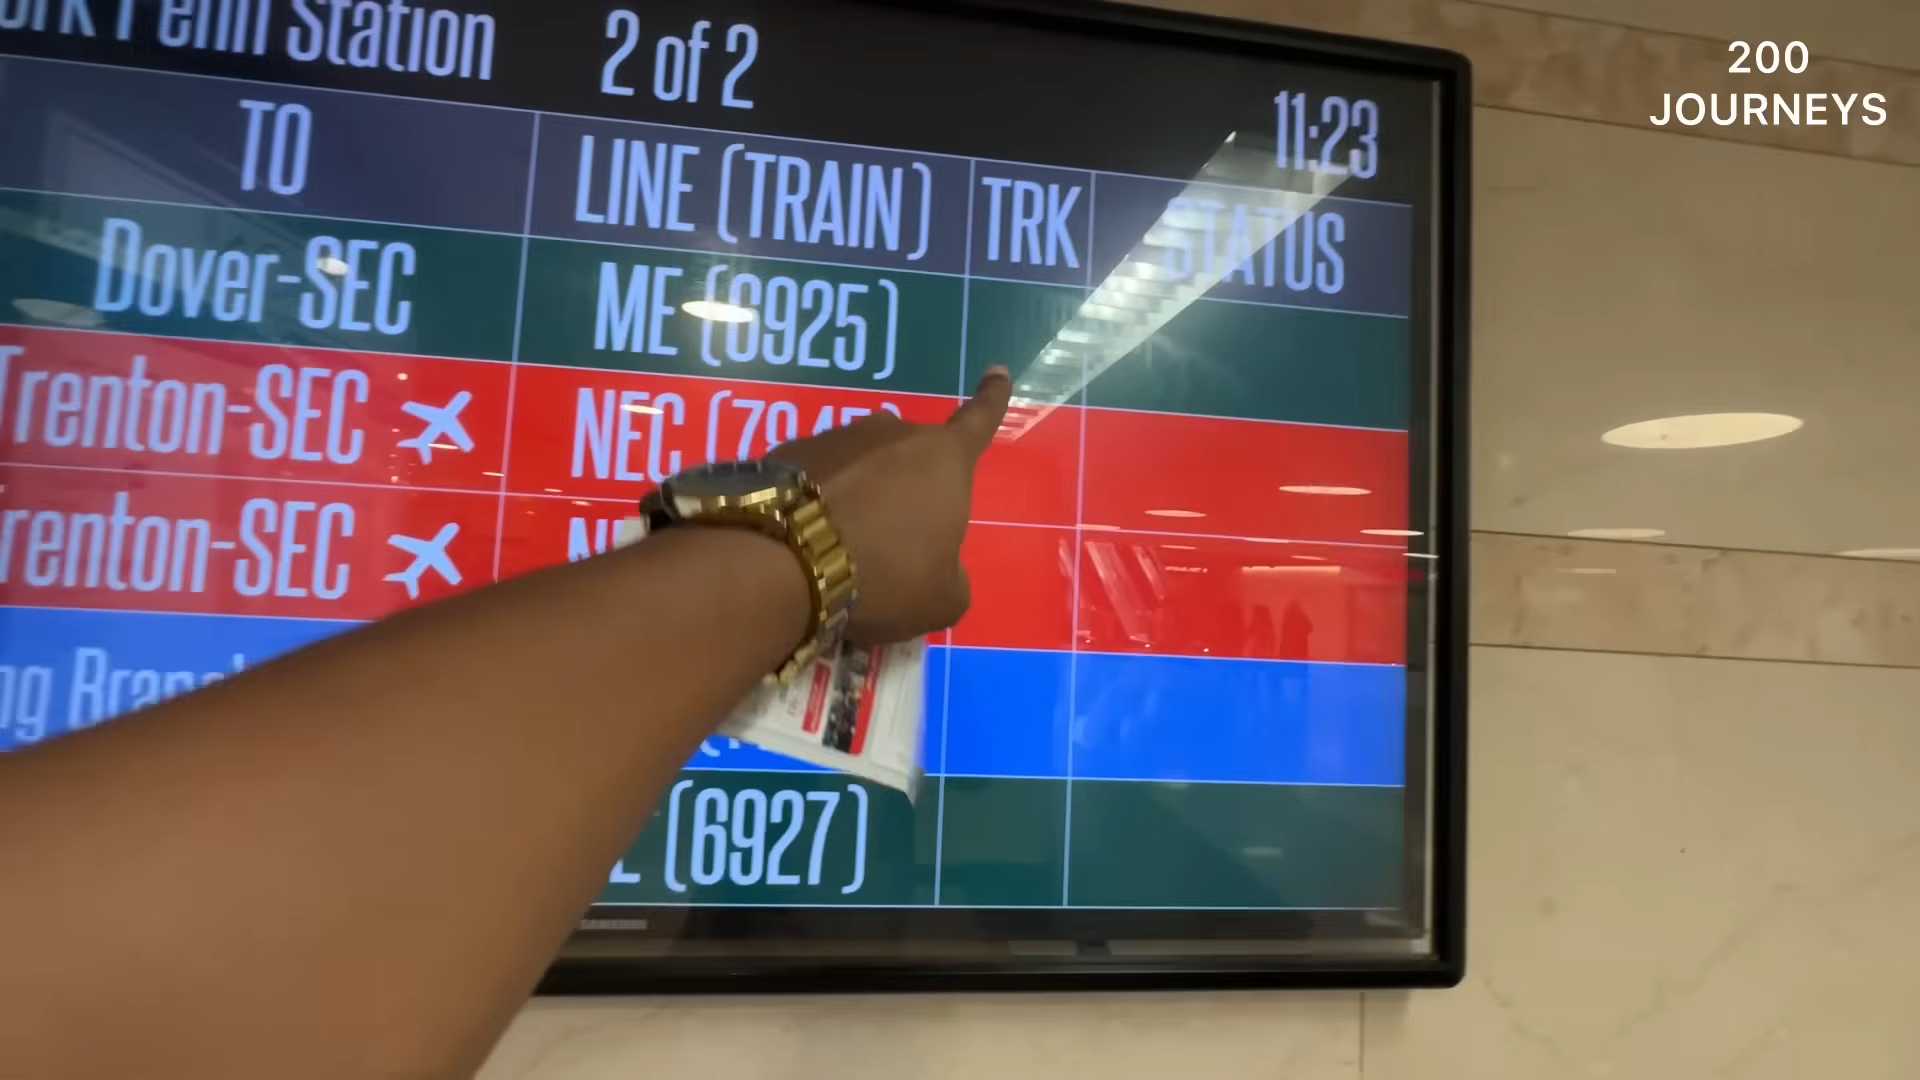 Penn Station 2 of 2
11:23
200
JOURNEYS
TO LINE (TRAIN) TRK STATUS
Dover-SEC ME (6925)
Trenton-SEC NEC
Trenton-SEC
(6927)